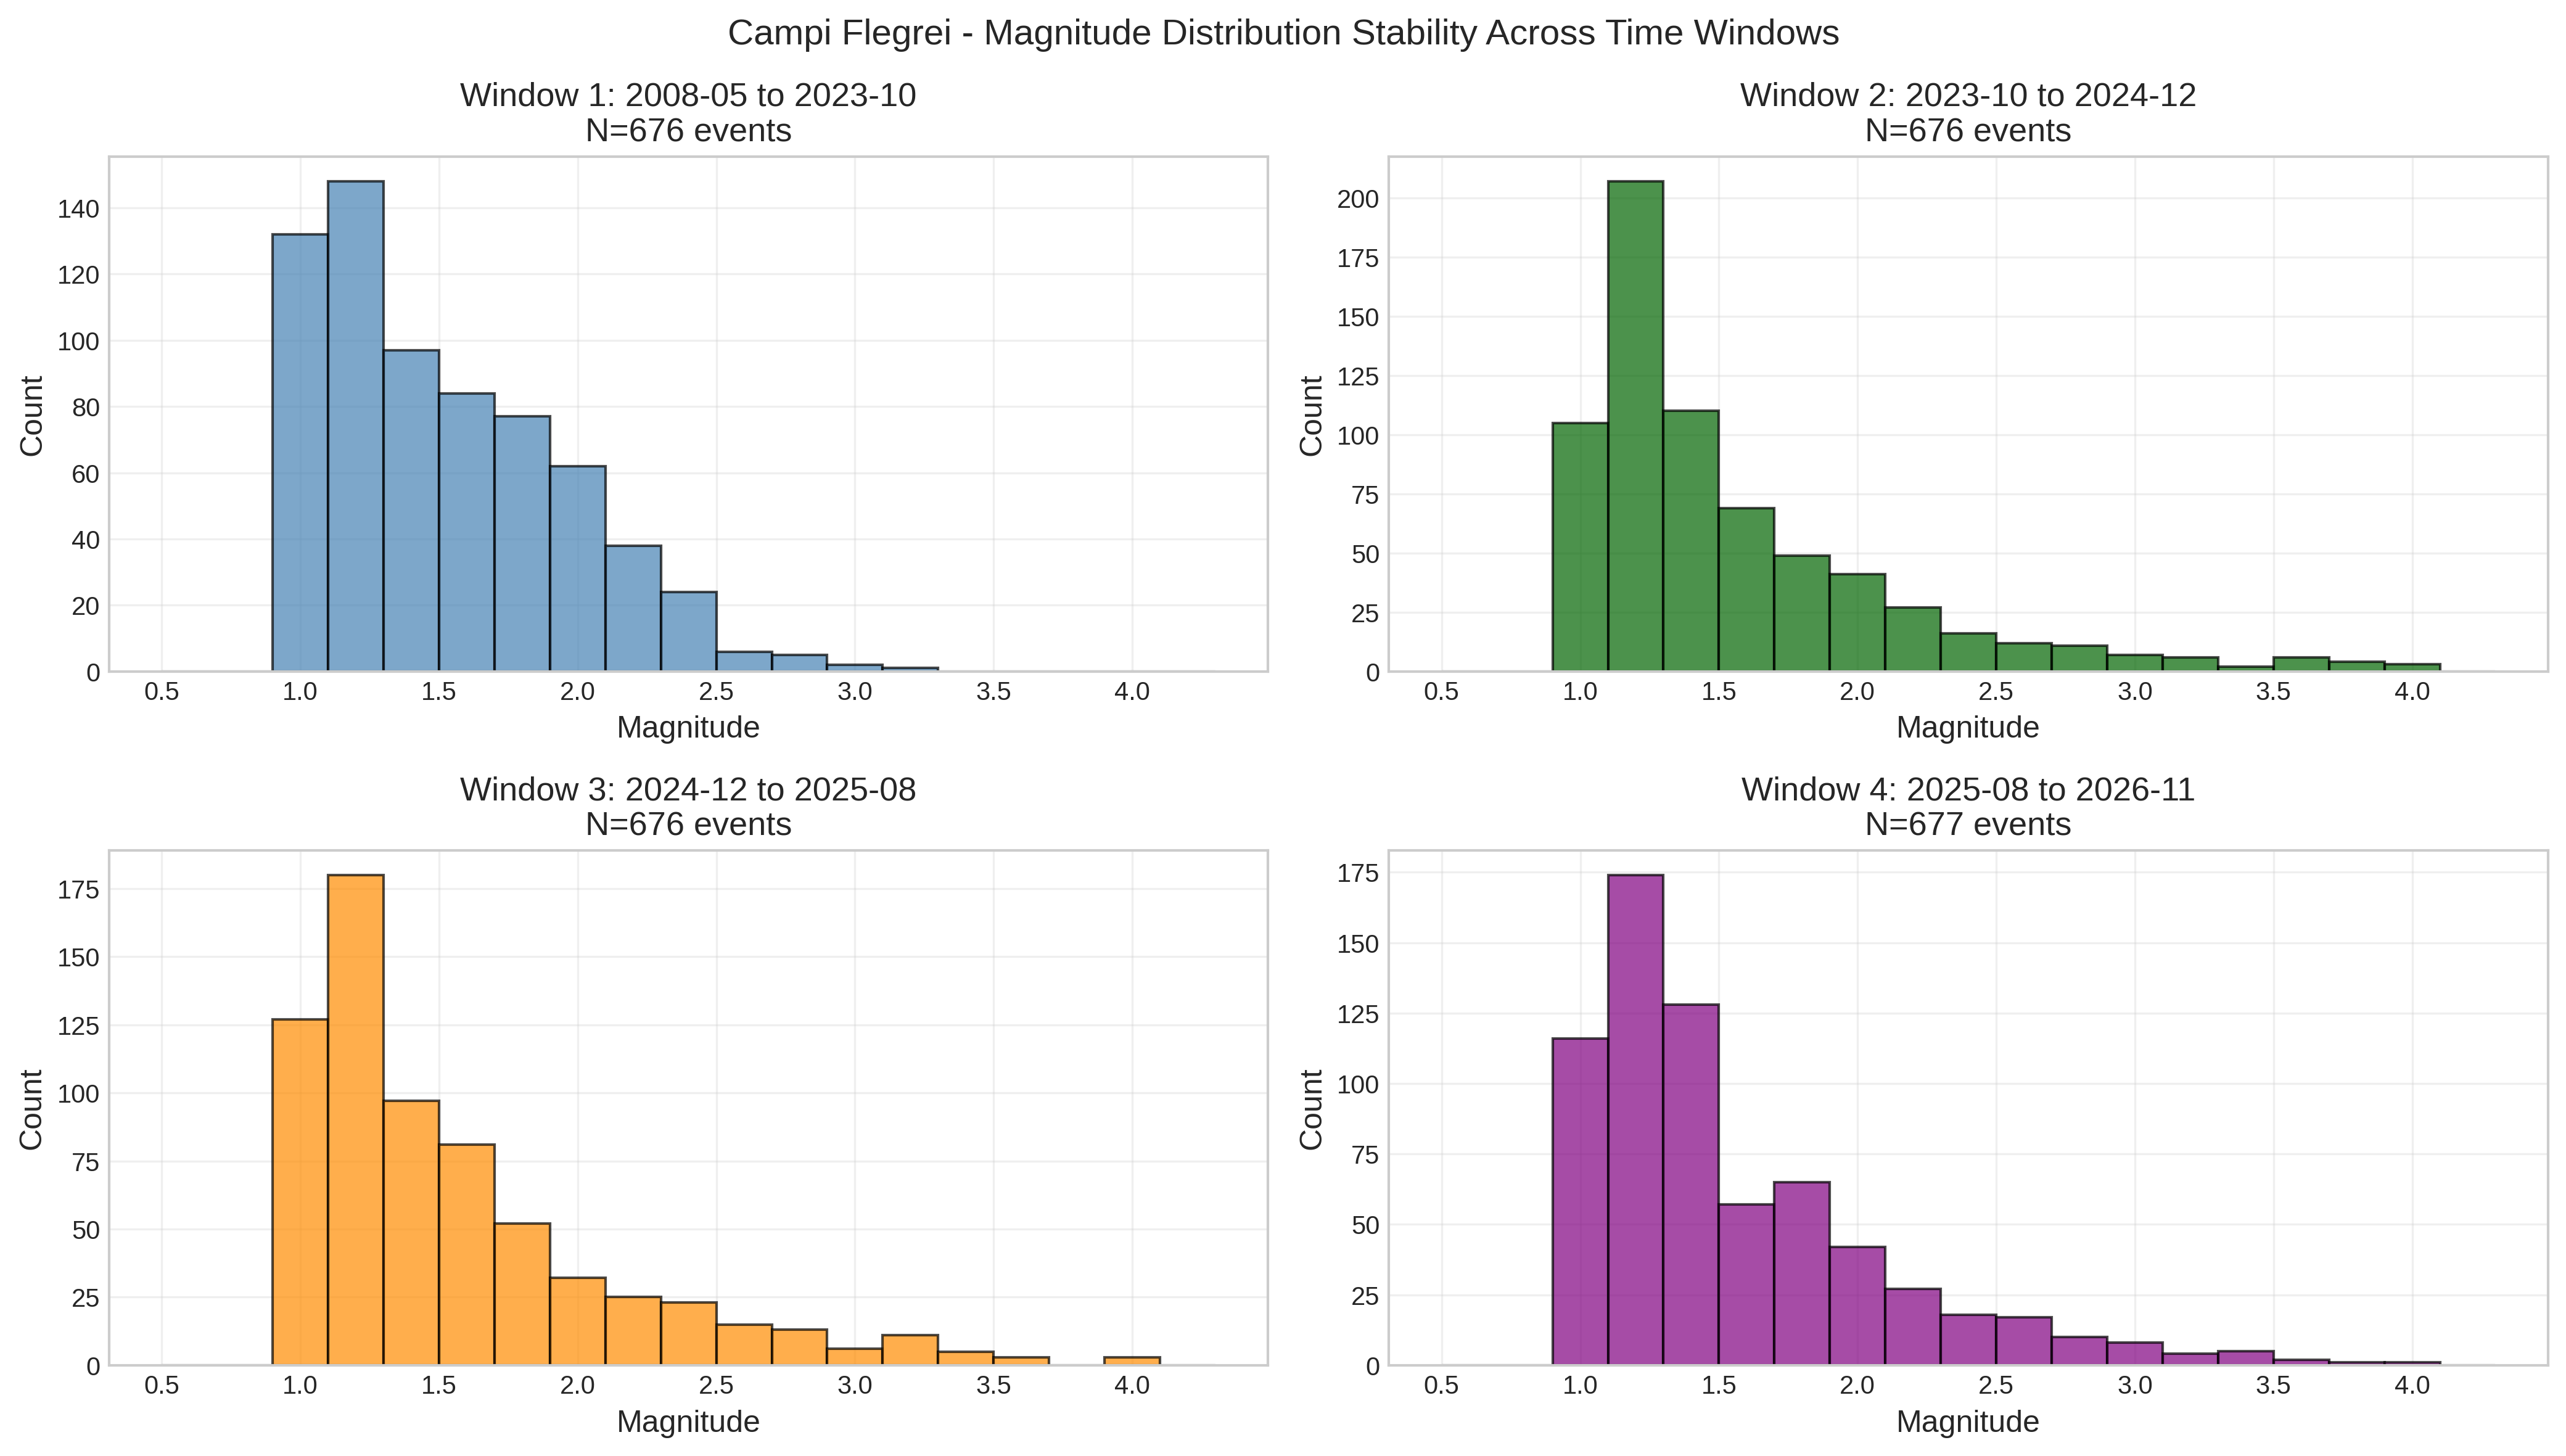 Campi Flegrei - Magnitude Distribution Stability Across Time Windows
Window 1: 2008-05 to 2023-10
N=676 events
140
120
100
80
60
40
20
0
Count
0.5 1.0 1.5 2.0 2.5 3.0 3.5 4.0
Magnitude
Window 2: 2023-10 to 2024-12
N=676 events
200
175
150
125
100
75
50
25
0
Count
0.5 1.0 1.5 2.0 2.5 3.0 3.5 4.0
Magnitude
Window 3: 2024-12 to 2025-08
N=676 events
175
150
125
100
75
50
25
0
Count
0.5 1.0 1.5 2.0 2.5 3.0 3.5 4.0
Magnitude
Window 4: 2025-08 to 2026-11
N=677 events
175
150
125
100
75
50
25
0
Count
0.5 1.0 1.5 2.0 2.5 3.0 3.5 4.0
Magnitude